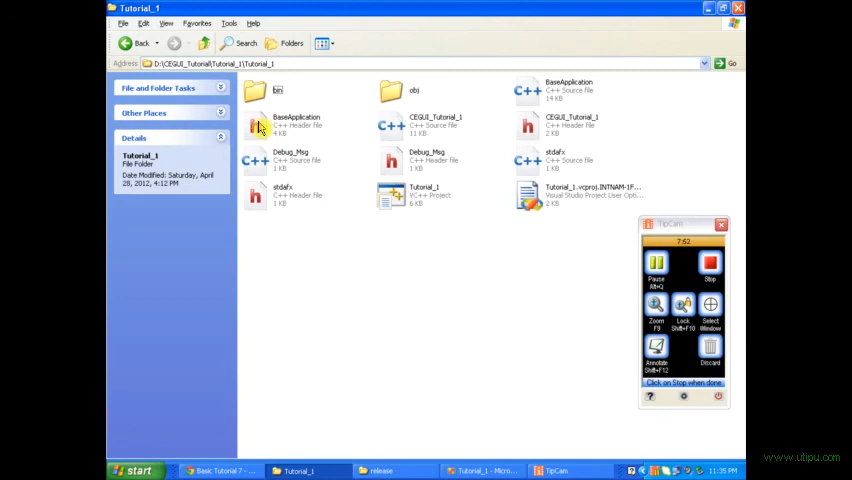 Tutorial_1
File Edit View Favorites Tools Help
Back Search Folders
Address D:\CEGUI_Tutorial\Tutorial_1\Tutorial_1 Go
File and Folder Tasks
Other Places
Details
Tutorial_1
File Folder
Date Modified: Saturday, April
28, 2012, 4:12 PM
bin
obj
BaseApplication
C++ Source file
14 KB
BaseApplication
C++ Header file
4 KB
CEGUI_Tutorial_1
C++ Source file
11 KB
CEGUI_Tutorial_1
C++ Header file
2 KB
Debug_Msg
C++ Source file
1 KB
Debug_Msg
C++ Header file
1 KB
stdafx
C++ Source file
1 KB
stdafx
C++ Header file
1 KB
Tutorial_1
VC++ Project
6 KB
Tutorial_1.vcproj.INTNAM-1F...
Visual Studio Project User Opti...
2 KB
TipCam
7:52
Pause
Alt+Q
Stop
Zoom
F9
Lock
Shift+F10
Select
Window
Annotate
Shift+F12
Discard
Click on Stop when done
www.utipu.com
start
Basic Tutorial 7 - ...
Tutorial_1
release
Tutorial_1 - Micro...
TipCam
11:35 PM